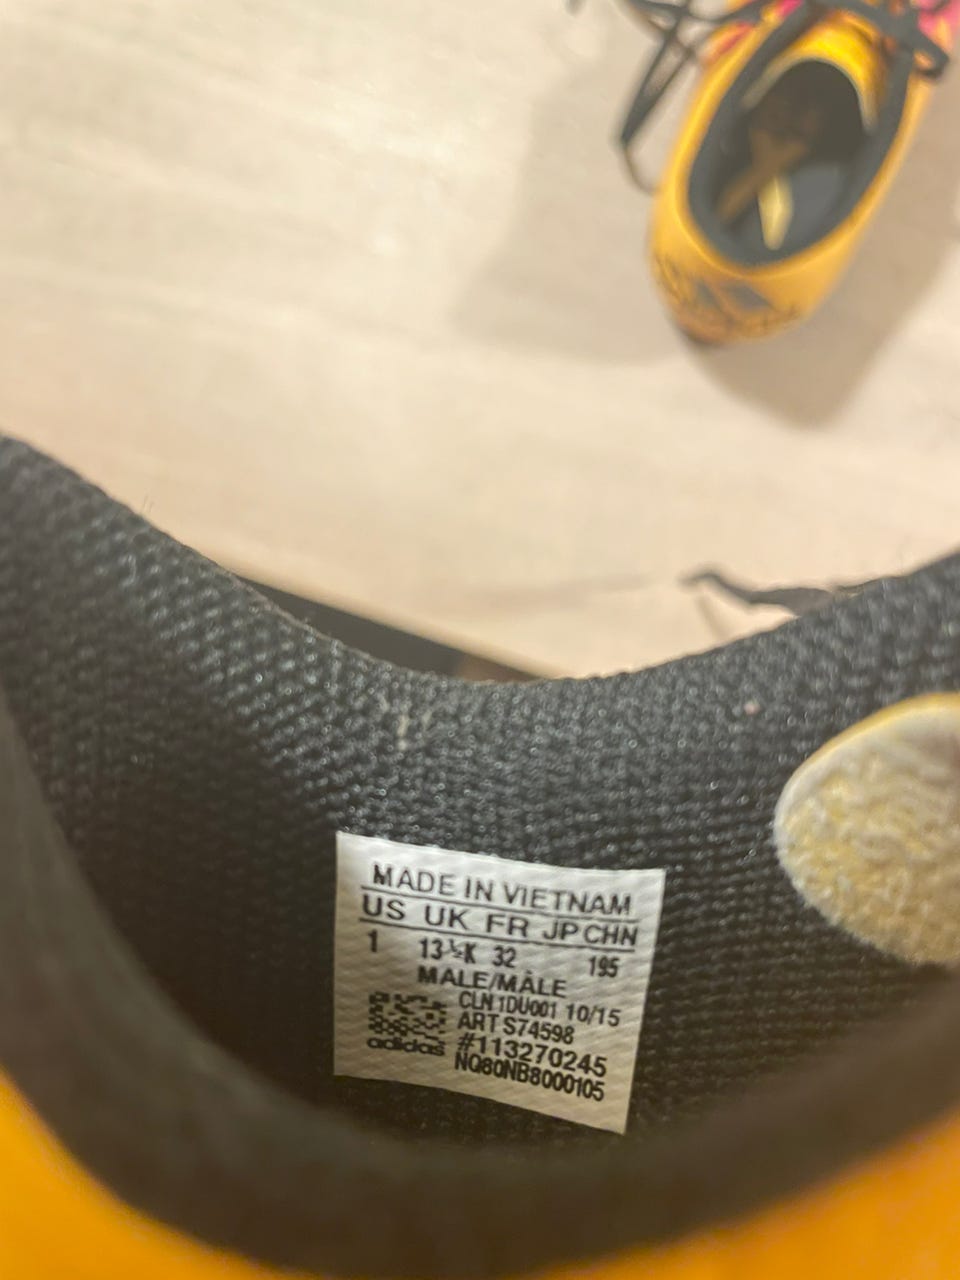 MADE IN VIETNAM
US UK FR JP CHN
1 13½K 32 195
MALE/MÂLE
CLN 1DU001 10/15
ART S74598
#113270245
adidas
NQ80NB8000105